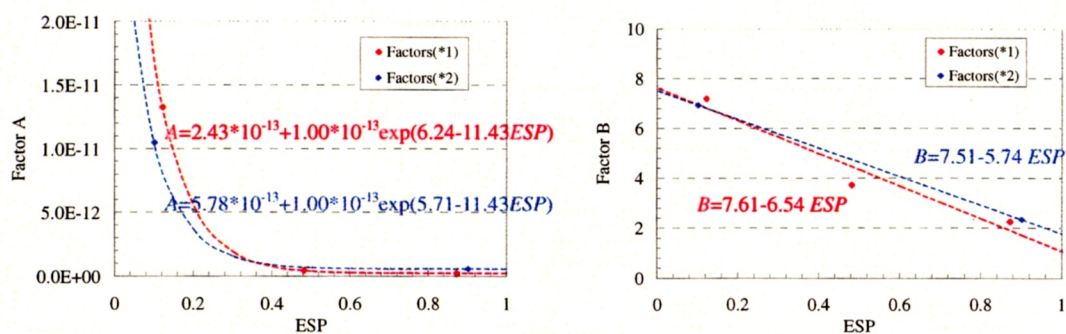 2.0E-11
1.5E-11
1.0E-11
5.0E-12
0.0E+00
Factor A
Factors(*1)
Factors(*2)
A=2.43*10-13+1.00*10-13exp(6.24-11.43ESP)
A=5.78*10-13+1.00*10-13exp(5.71-11.43ESP)
0 0.2 0.4 0.6 0.8 1
ESP
10
8
6
4
2
0
Factor B
Factors(*1)
Factors(*2)
B=7.51-5.74 ESP
B=7.61-6.54 ESP
0 0.2 0.4 0.6 0.8 1
ESP